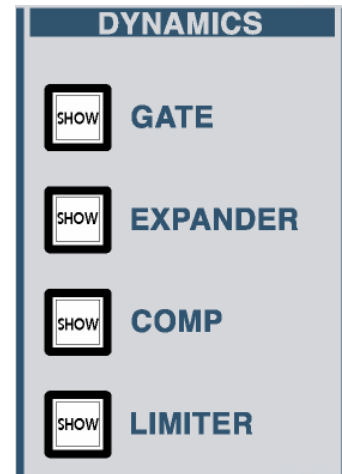 DYNAMICS
SHOW GATE
SHOW EXPANDER
SHOW COMP
SHOW LIMITER